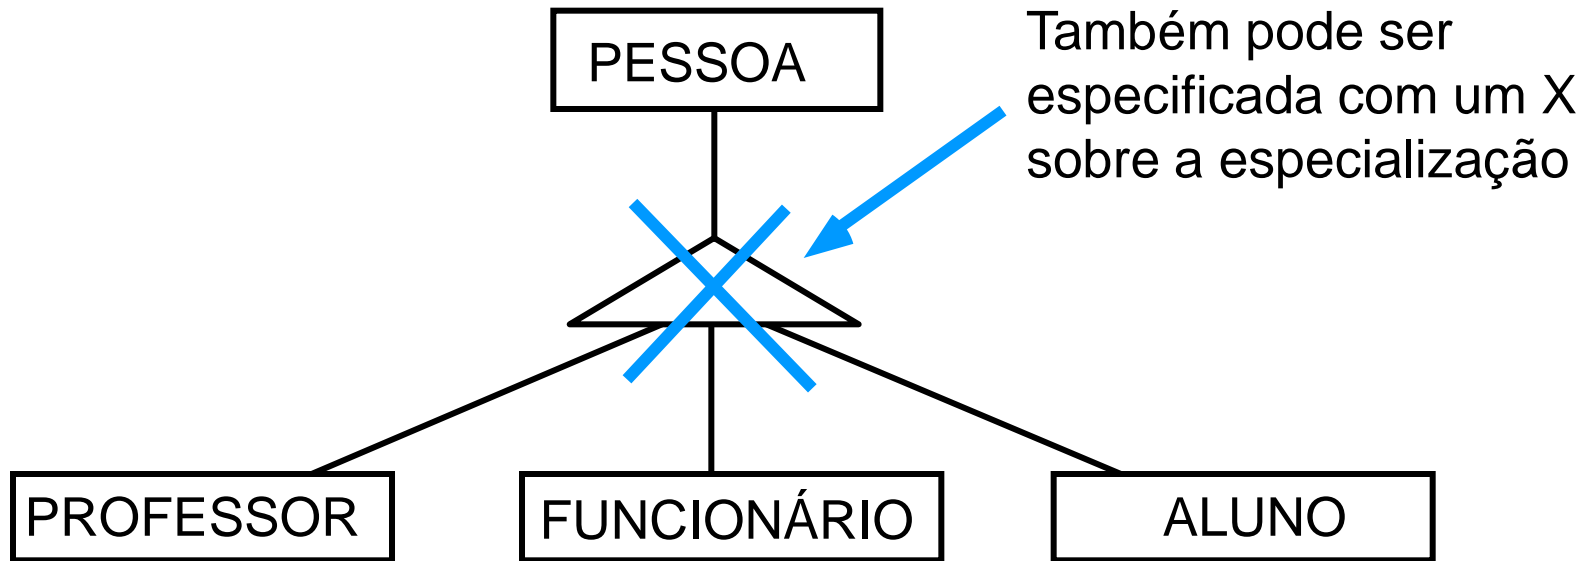 PESSOA
Também pode ser
especificada com um X
sobre a especialização
PROFESSOR
FUNCIONÁRIO
ALUNO